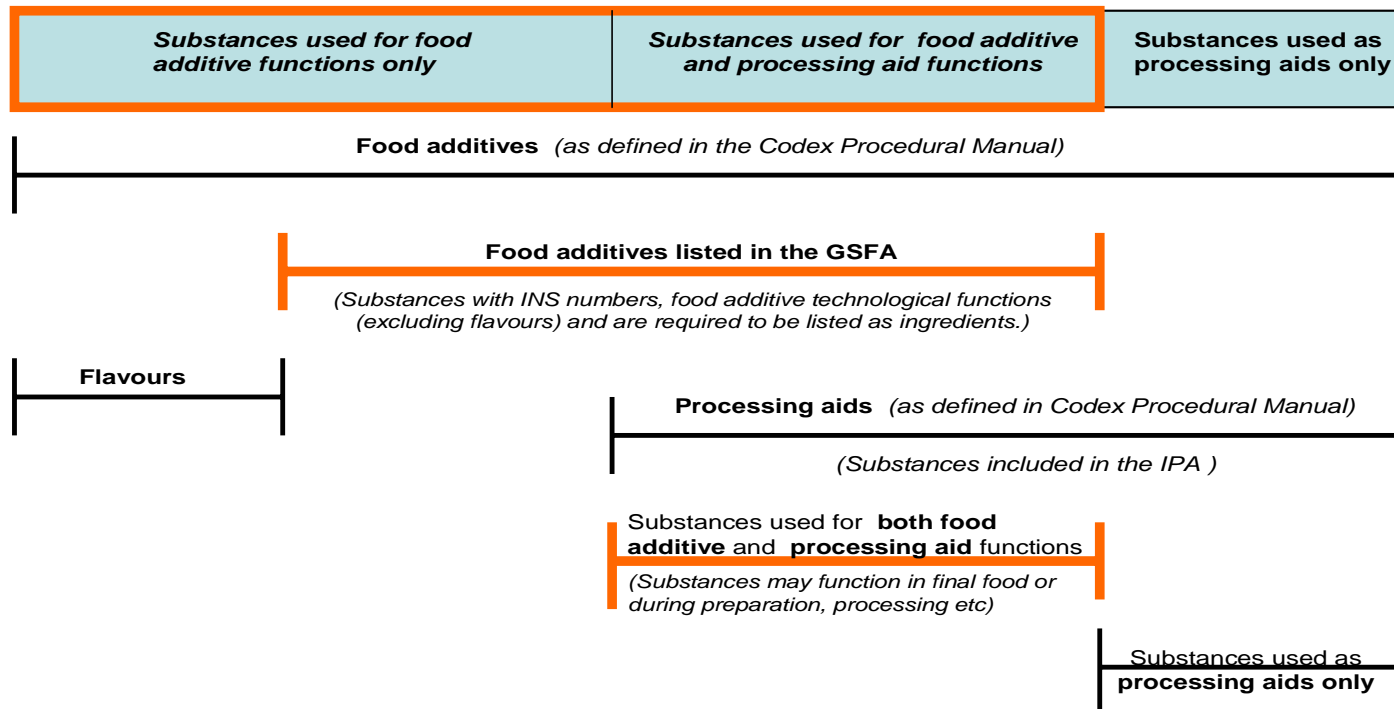 Substances used for food
additive functions only
Substances used for food additive
and processing aid functions
Substances used as
processing aids only
Food additives (as defined in the Codex Procedural Manual)
Food additives listed in the GSFA
(Substances with INS numbers, food additive technological functions
(excluding flavours) and are required to be listed as ingredients.)
Flavours
Processing aids (as defined in Codex Procedural Manual)
(Substances included in the IPA )
Substances used for both food
additive and processing aid functions
(Substances may function in final food or
during preparation, processing etc)
Substances used as
processing aids only